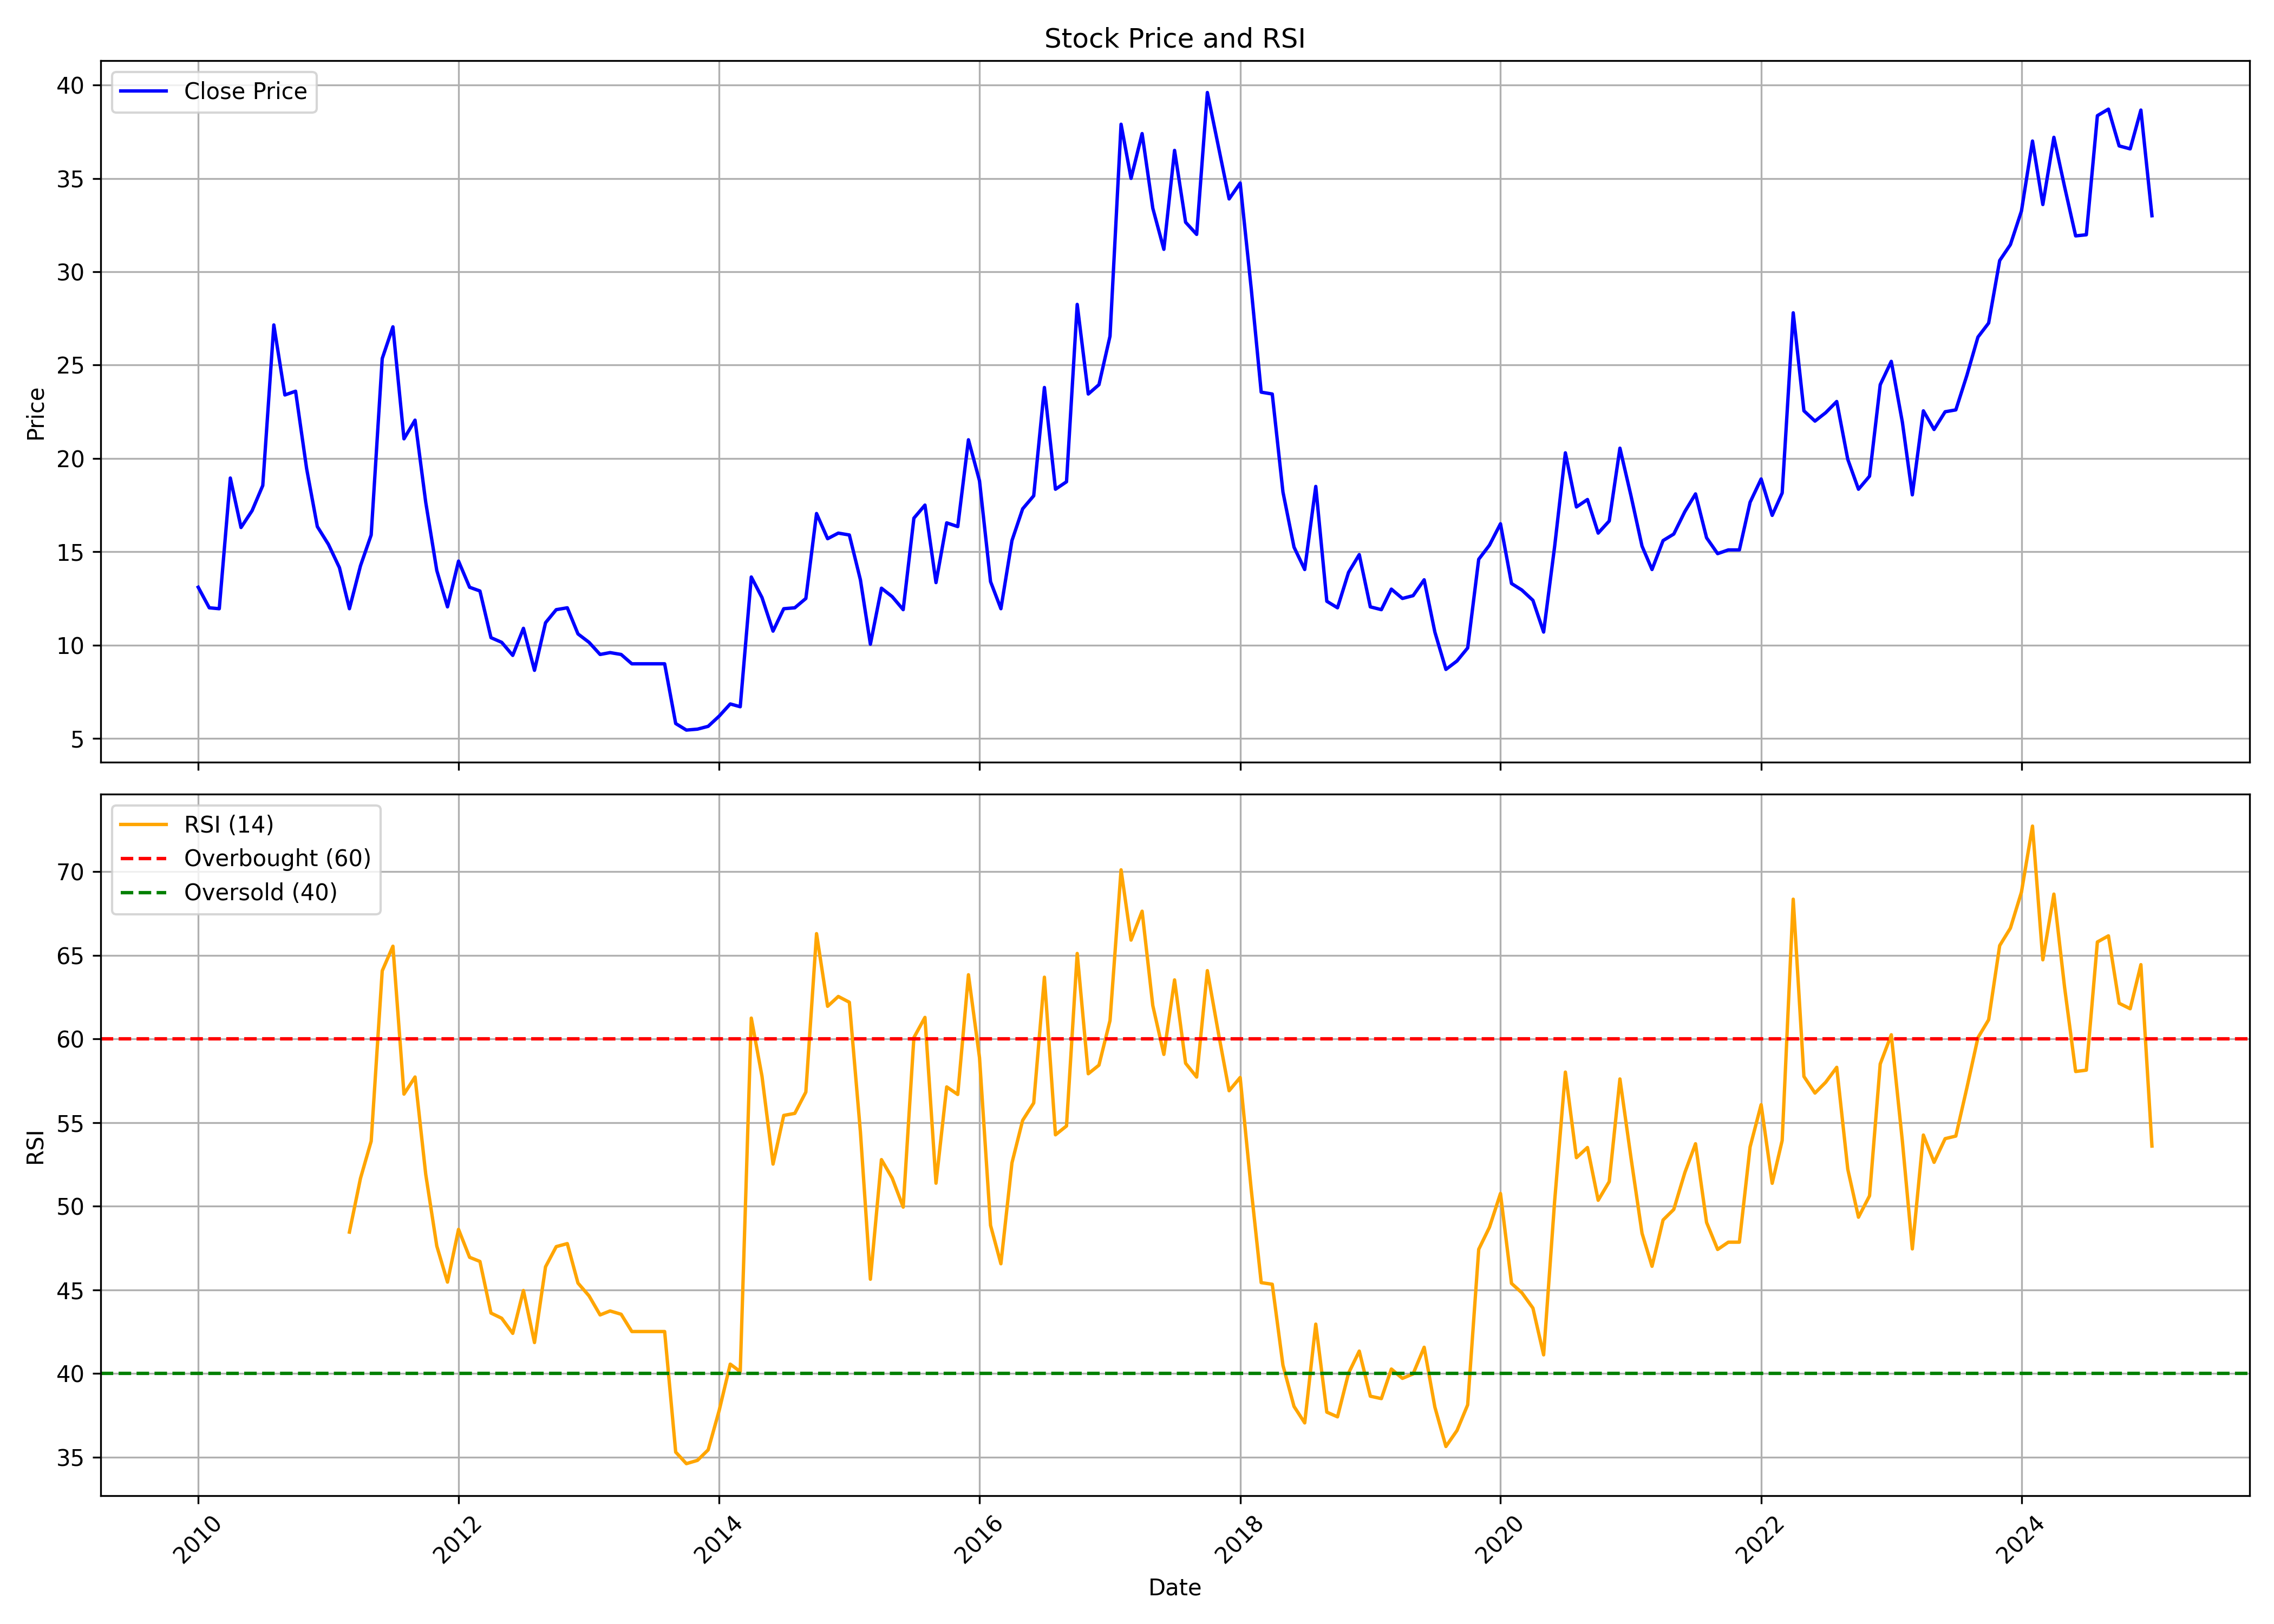 Stock Price and RSI
Close Price
40
35
30
25
20
15
10
5
Price
RSI (14)
Overbought (60)
Oversold (40)
70
65
60
55
50
45
40
35
RSI
2010 2012 2014 2016 2018 2020 2022 2024
Date